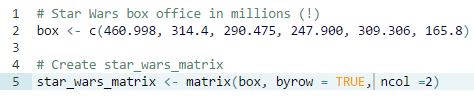 1 # Star Wars box office in millions (!)
2 box <- c(460.998, 314.4, 290.475, 247.900, 309.306, 165.8)
3
4 # Create star_wars_matrix
5 star_wars_matrix <- matrix(box, byrow = TRUE, ncol =2)